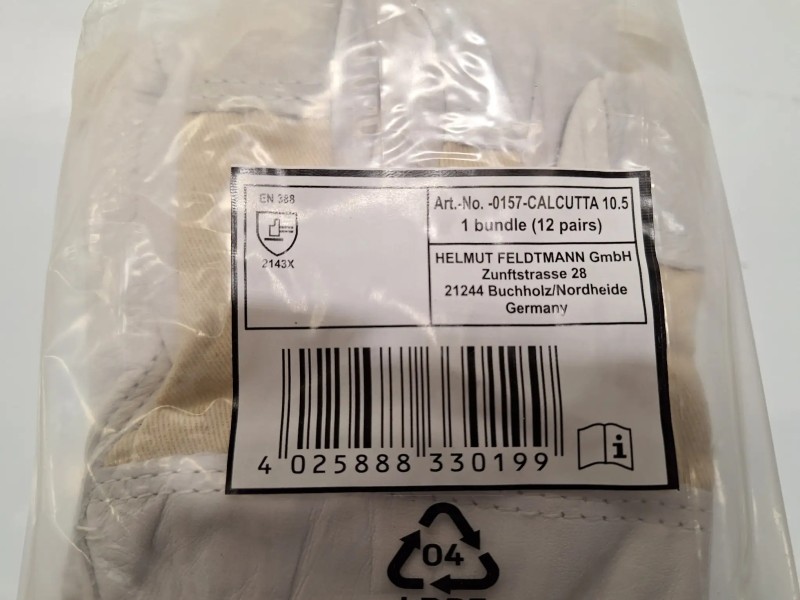 EN 388
2143X
Art.-No. -0157-CALCUTTA 10.5
1 bundle (12 pairs)
HELMUT FELDTMANN GmbH
Zunftstrasse 28
21244 Buchholz/Nordheide
Germany
4 025888 330199
i
04